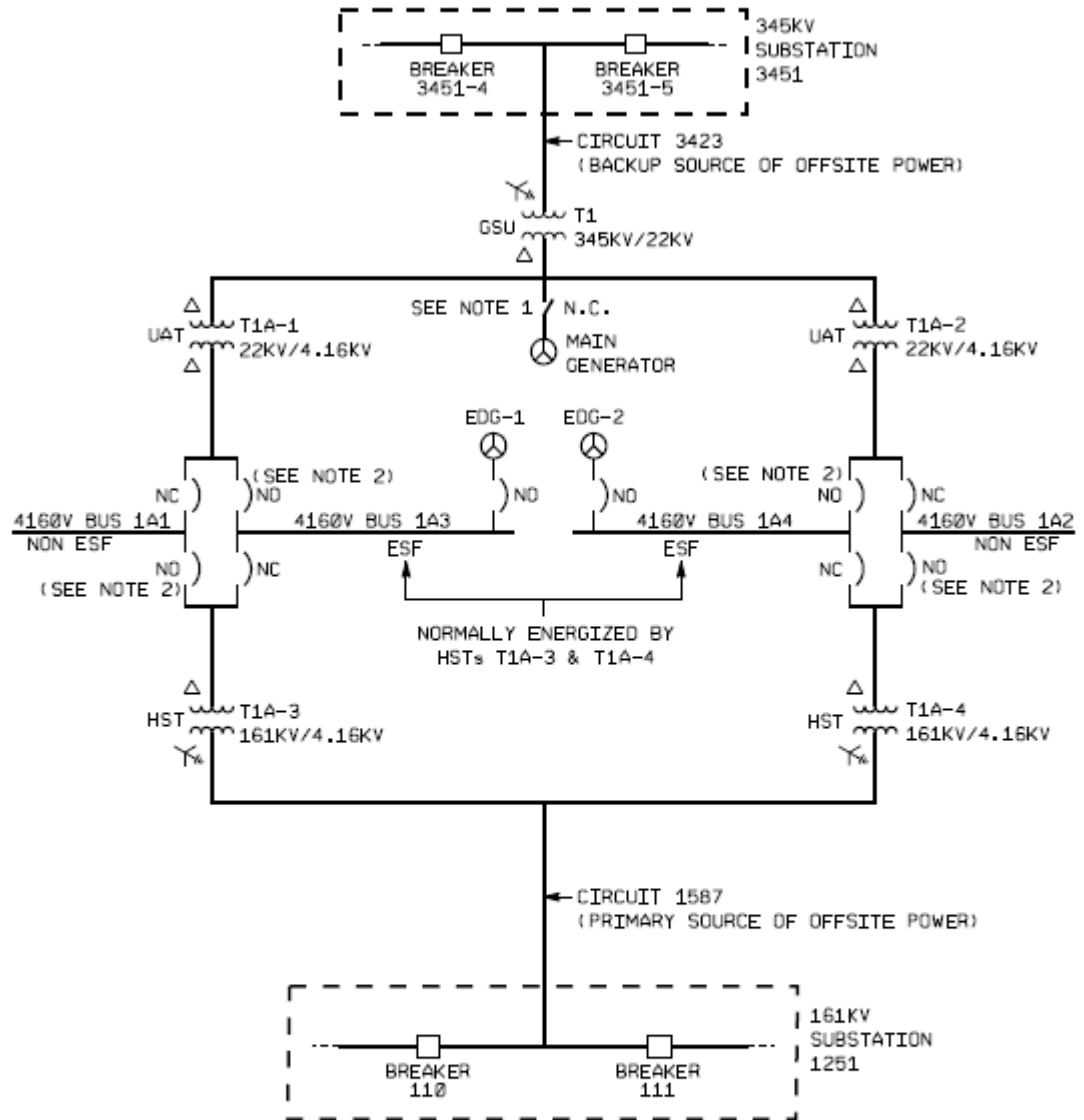 345KV
SUBSTATION
3451
BREAKER
3451-4
BREAKER
3451-5
CIRCUIT 3423
(BACKUP SOURCE OF OFFSITE POWER)
GSU
T1
345KV/22KV
SEE NOTE 1
N.C.
MAIN
GENERATOR
UAT
T1A-1
22KV/4.16KV
UAT
T1A-2
22KV/4.16KV
EDG-1
EDG-2
(SEE NOTE 2)
NC
NO
NO
NO
(SEE NOTE 2)
NO
NC
4160V BUS 1A1
NON ESF
4160V BUS 1A3
ESF
4160V BUS 1A4
ESF
4160V BUS 1A2
NON ESF
NO
(SEE NOTE 2)
NC
NC
NO
(SEE NOTE 2)
NORMALLY ENERGIZED BY
HSTs T1A-3 & T1A-4
HST
T1A-3
161KV/4.16KV
HST
T1A-4
161KV/4.16KV
CIRCUIT 1587
(PRIMARY SOURCE OF OFFSITE POWER)
161KV
SUBSTATION
1251
BREAKER
110
BREAKER
111